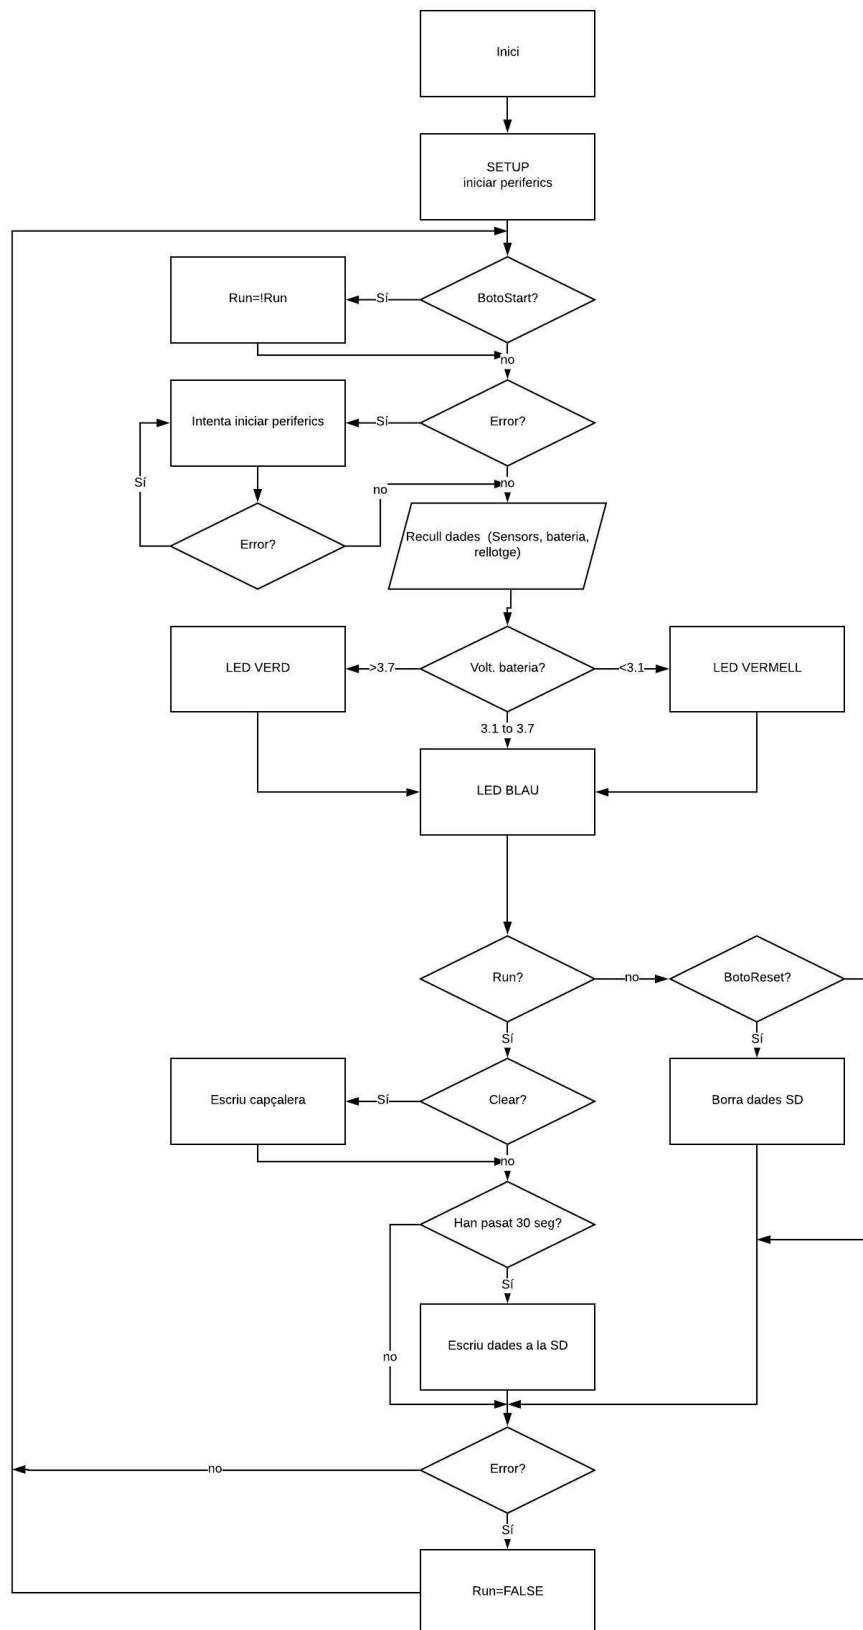 Inici
SETUP
iniciar periferics
BotoStart?
Sí
Run=!Run
no
Error?
Sí
Intenta iniciar periferics
no
Sí
no
Error?
Recull dades (Sensors, bateria,
rellotge)
LED VERD
>3.7
Volt. bateria?
<3.1
LED VERMELL
3.1 to 3.7
LED BLAU
Run?
no
BotoReset?
Sí
Sí
Escriu capçalera
Sí
Clear?
Borra dades SD
no
Han pasat 30 seg?
Sí
Escriu dades a la SD
no
no
Error?
Sí
Run=FALSE